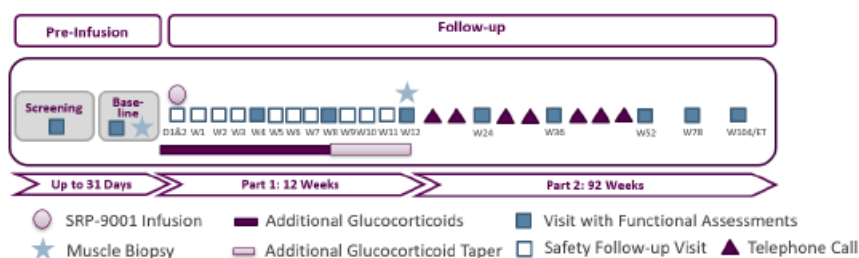 Pre-Infusion Follow-up
Screening Base-
line
D1&2 W1 W2 W3 W4 W5 W6 W7 W8 W9 W10 W11 W12 W24 W36 W52 W78 W104/ET
Up to 31 Days Part 1: 12 Weeks Part 2: 92 Weeks
SRP-9001 Infusion Additional Glucocorticoids Visit with Functional Assessments
Muscle Biopsy Additional Glucocorticoid Taper Safety Follow-up Visit Telephone Call